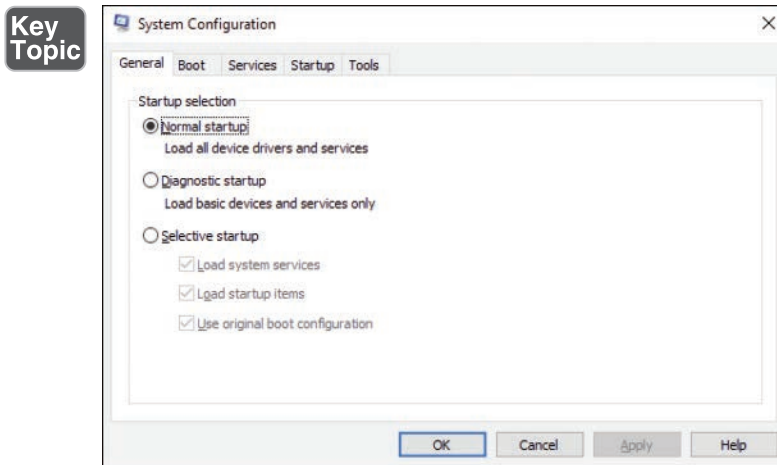 Key
Topic
System Configuration
General Boot Services Startup Tools
Startup selection
Normal startup
Load all device drivers and services
Diagnostic startup
Load basic devices and services only
Selective startup
Load system services
Load startup items
Use original boot configuration
OK Cancel Apply Help